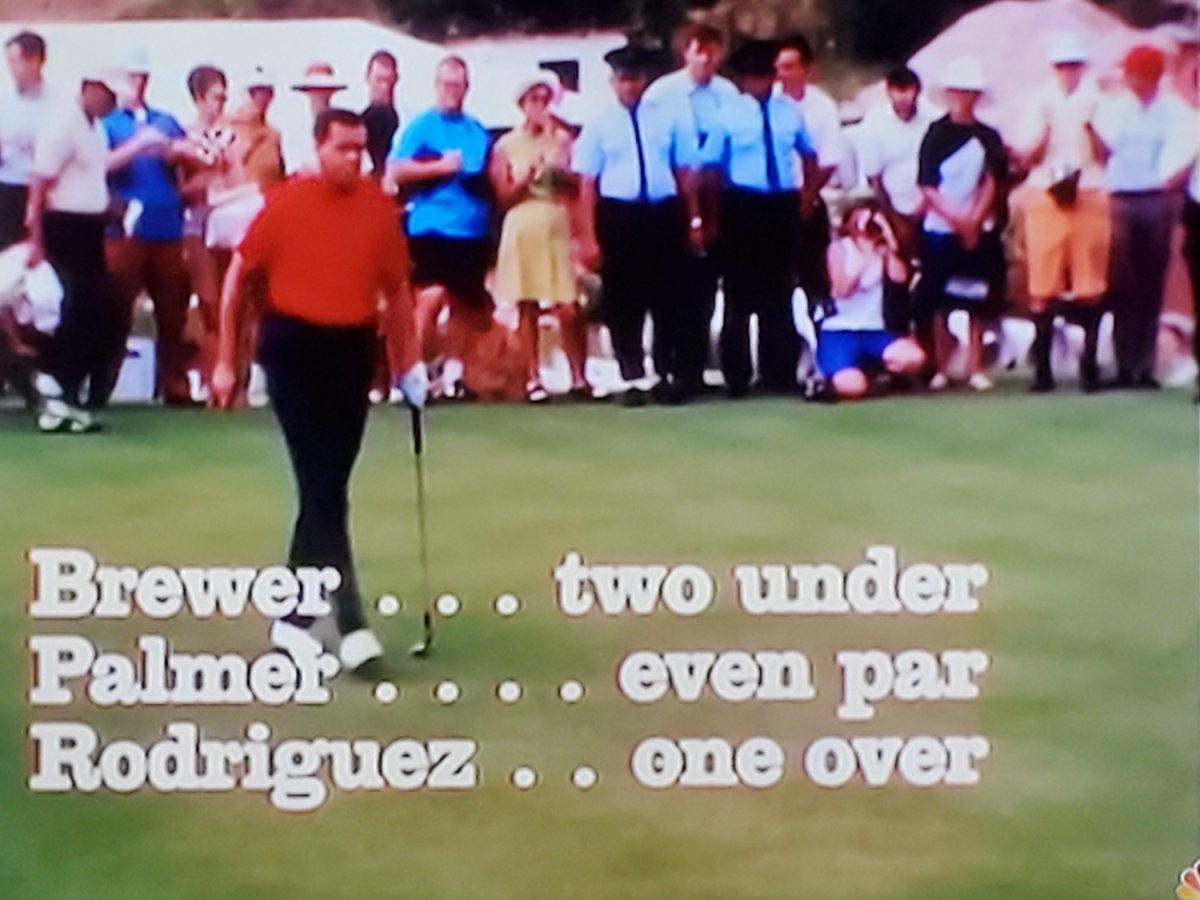 Brewer . . . two under
Palmer . . . . even par
Rodriguez . . one over